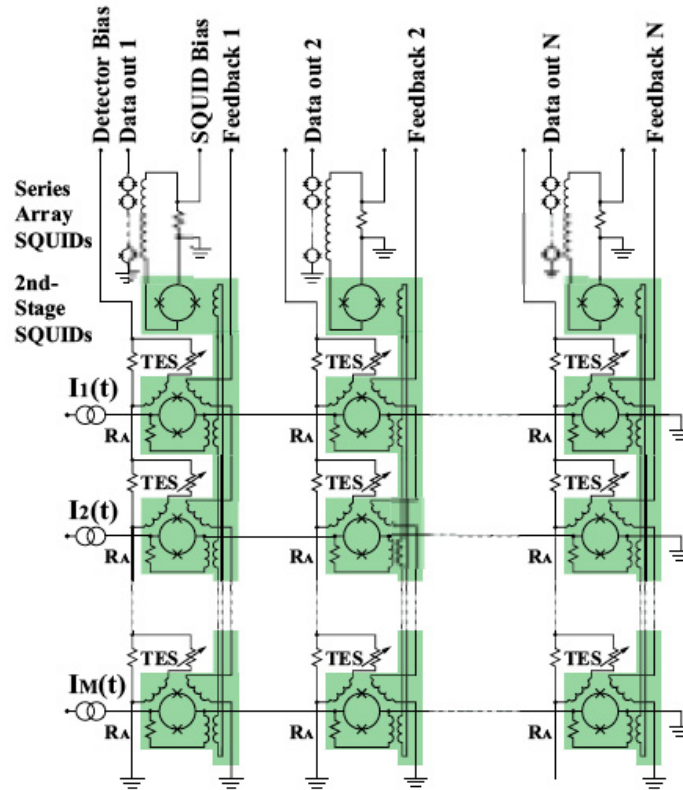 Detector Bias
Data out 1
SQUID Bias
Feedback 1
Data out 2
Feedback 2
Data out N
Feedback N
Series
Array
SQUIDs
2nd-
Stage
SQUIDs
TES TES TES
I1(t)
RA RA RA
TES TES TES
I2(t)
RA RA RA
TES TES TES
IM(t)
RA RA RA